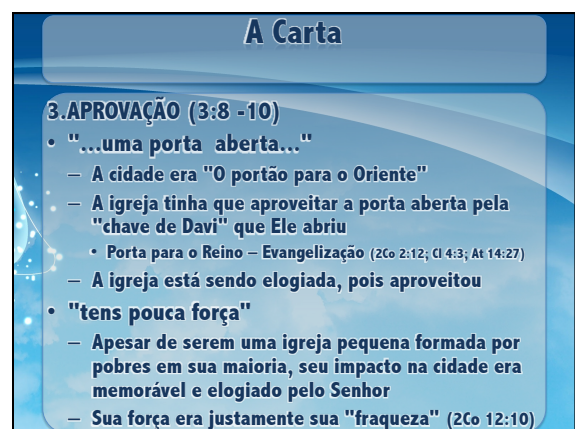 A Carta
3.APROVAÇÃO (3:8 -10)
• "...uma porta aberta..."
– A cidade era "O portão para o Oriente"
– A igreja tinha que aproveitar a porta aberta pela
"chave de Davi" que Ele abriu
• Porta para o Reino – Evangelização (2Co 2:12; Cl 4:3; At 14:27)
– A igreja está sendo elogiada, pois aproveitou
• "tens pouca força"
– Apesar de serem uma igreja pequena formada por
pobres em sua maioria, seu impacto na cidade era
memorável e elogiado pelo Senhor
– Sua força era justamente sua "fraqueza" (2Co 12:10)